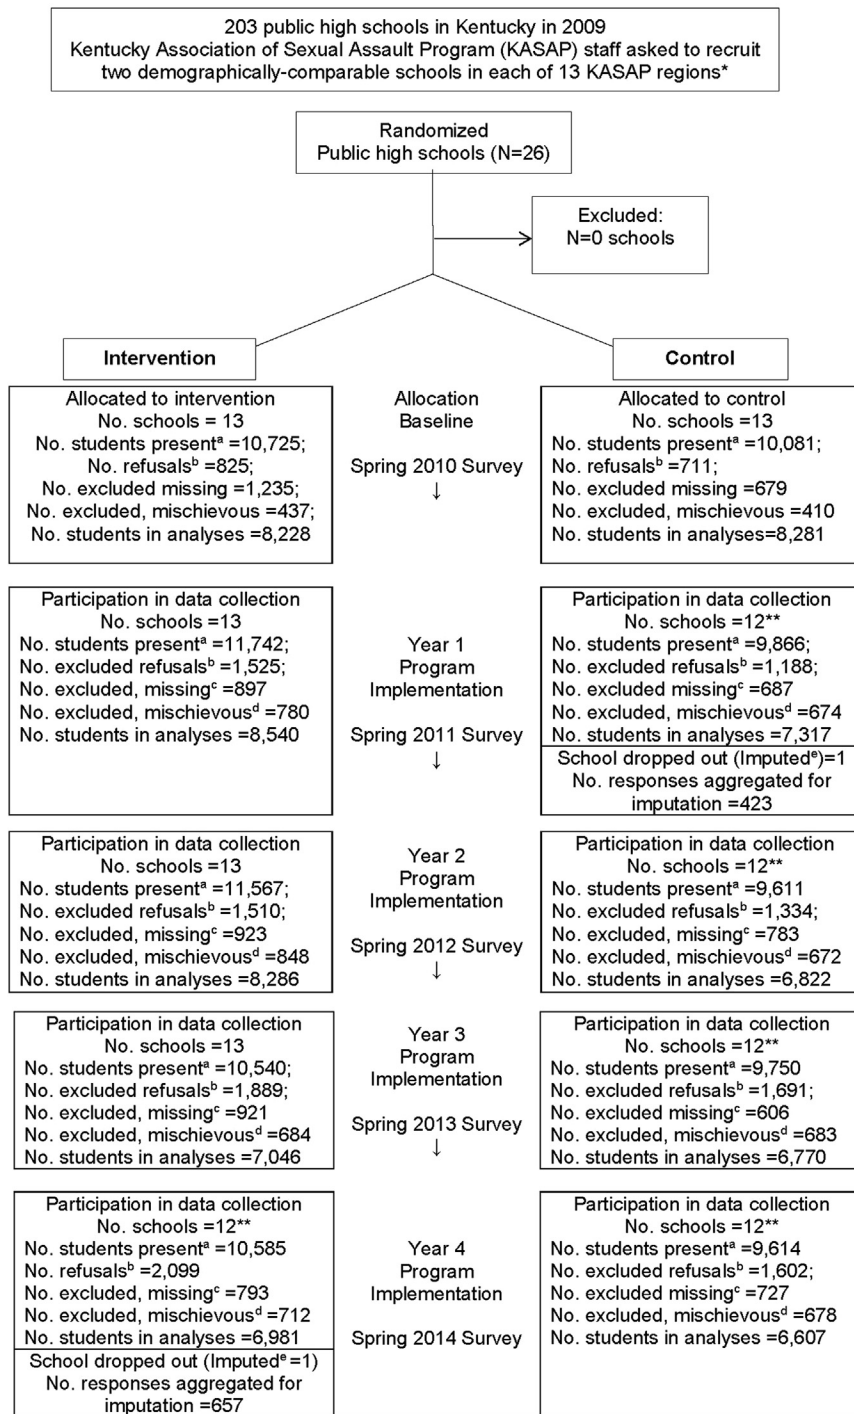 203 public high schools in Kentucky in 2009
Kentucky Association of Sexual Assault Program (KASAP) staff asked to recruit
two demographically-comparable schools in each of 13 KASAP regions*
Randomized
Public high schools (N=26)
Excluded:
N=0 schools
Intervention
Control
Allocated to intervention
No. schools = 13
No. students presentᵃ =10,725;
No. refusalsᵇ =825;
No. excluded missing =1,235;
No. excluded, mischievous =437;
No. students in analyses =8,228
Allocation
Baseline
Spring 2010 Survey
↓
Allocated to control
No. schools =13
No. students presentᵃ =10,081;
No. refusalsᵇ =711;
No. excluded missing =679
No. excluded, mischievous =410
No. students in analyses=8,281
Participation in data collection
No. schools =13
No. students presentᵃ =11,742;
No. excluded refusalsᵇ =1,525;
No. excluded, missingᶜ =897
No. excluded, mischievousᵈ =780
No. students in analyses =8,540
Year 1
Program
Implementation
Spring 2011 Survey
↓
Participation in data collection
No. schools =12**
No. students presentᵃ =9,866;
No. excluded refusalsᵇ =1,188;
No. excluded missingᶜ =687
No. excluded, mischievousᵈ =674
No. students in analyses =7,317
School dropped out (Imputedᵉ)=1
No. responses aggregated for
imputation =423
Participation in data collection
No. schools =13
No. students presentᵃ =11,567;
No. excluded refusalsᵇ =1,510;
No. excluded, missingᶜ =923
No. excluded, mischievousᵈ =848
No. students in analyses =8,286
Year 2
Program
Implementation
Spring 2012 Survey
↓
Participation in data collection
No. schools =12**
No. students presentᵃ =9,611
No. excluded refusalsᵇ =1,334;
No. excluded, missingᶜ =783
No. excluded, mischievousᵈ =672
No. students in analyses =6,822
Participation in data collection
No. schools =13
No. students presentᵃ =10,540;
No. excluded refusalsᵇ =1,889;
No. excluded, missingᶜ =921
No. excluded, mischievousᵈ =684
No. students in analyses =7,046
Year 3
Program
Implementation
Spring 2013 Survey
↓
Participation in data collection
No. schools =12**
No. students presentᵃ =9,750
No. excluded refusalsᵇ =1,691;
No. excluded missingᶜ =606
No. excluded, mischievousᵈ =683
No. students in analyses =6,770
Participation in data collection
No. schools =12**
No. students presentᵃ =10,585
No. refusalsᵇ =2,099
No. excluded, missingᶜ =793
No. excluded, mischievousᵈ =712
No. students in analyses =6,981
School dropped out (Imputedᵉ =1)
No. responses aggregated for
imputation =657
Year 4
Program
Implementation
Spring 2014 Survey
Participation in data collection
No. schools =12**
No. students presentᵃ =9,614
No. excluded refusalsᵇ =1,602;
No. excluded missingᶜ =727
No. excluded, mischievousᵈ =678
No. students in analyses =6,607